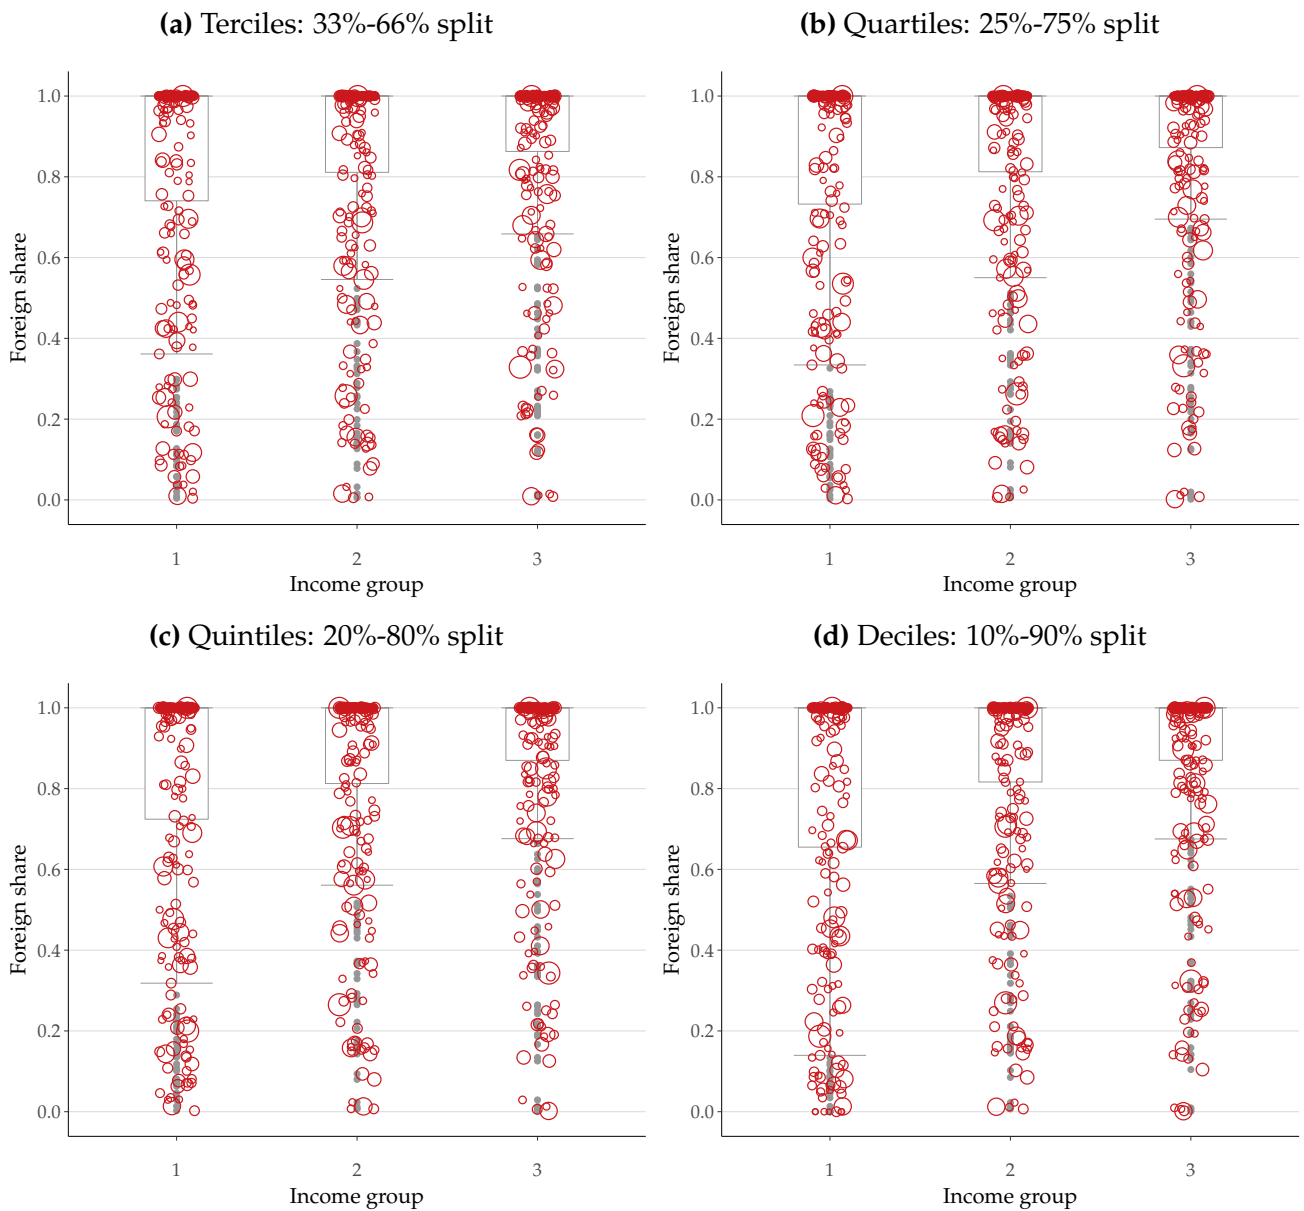 (a) Terciles: 33%-66% split
(b) Quartiles: 25%-75% split
Foreign share
1.0
0.8
0.6
0.4
0.2
0.0
1 2 3
Income group
Foreign share
1.0
0.8
0.6
0.4
0.2
0.0
1 2 3
Income group
(c) Quintiles: 20%-80% split
(d) Deciles: 10%-90% split
Foreign share
1.0
0.8
0.6
0.4
0.2
0.0
1 2 3
Income group
Foreign share
1.0
0.8
0.6
0.4
0.2
0.0
1 2 3
Income group